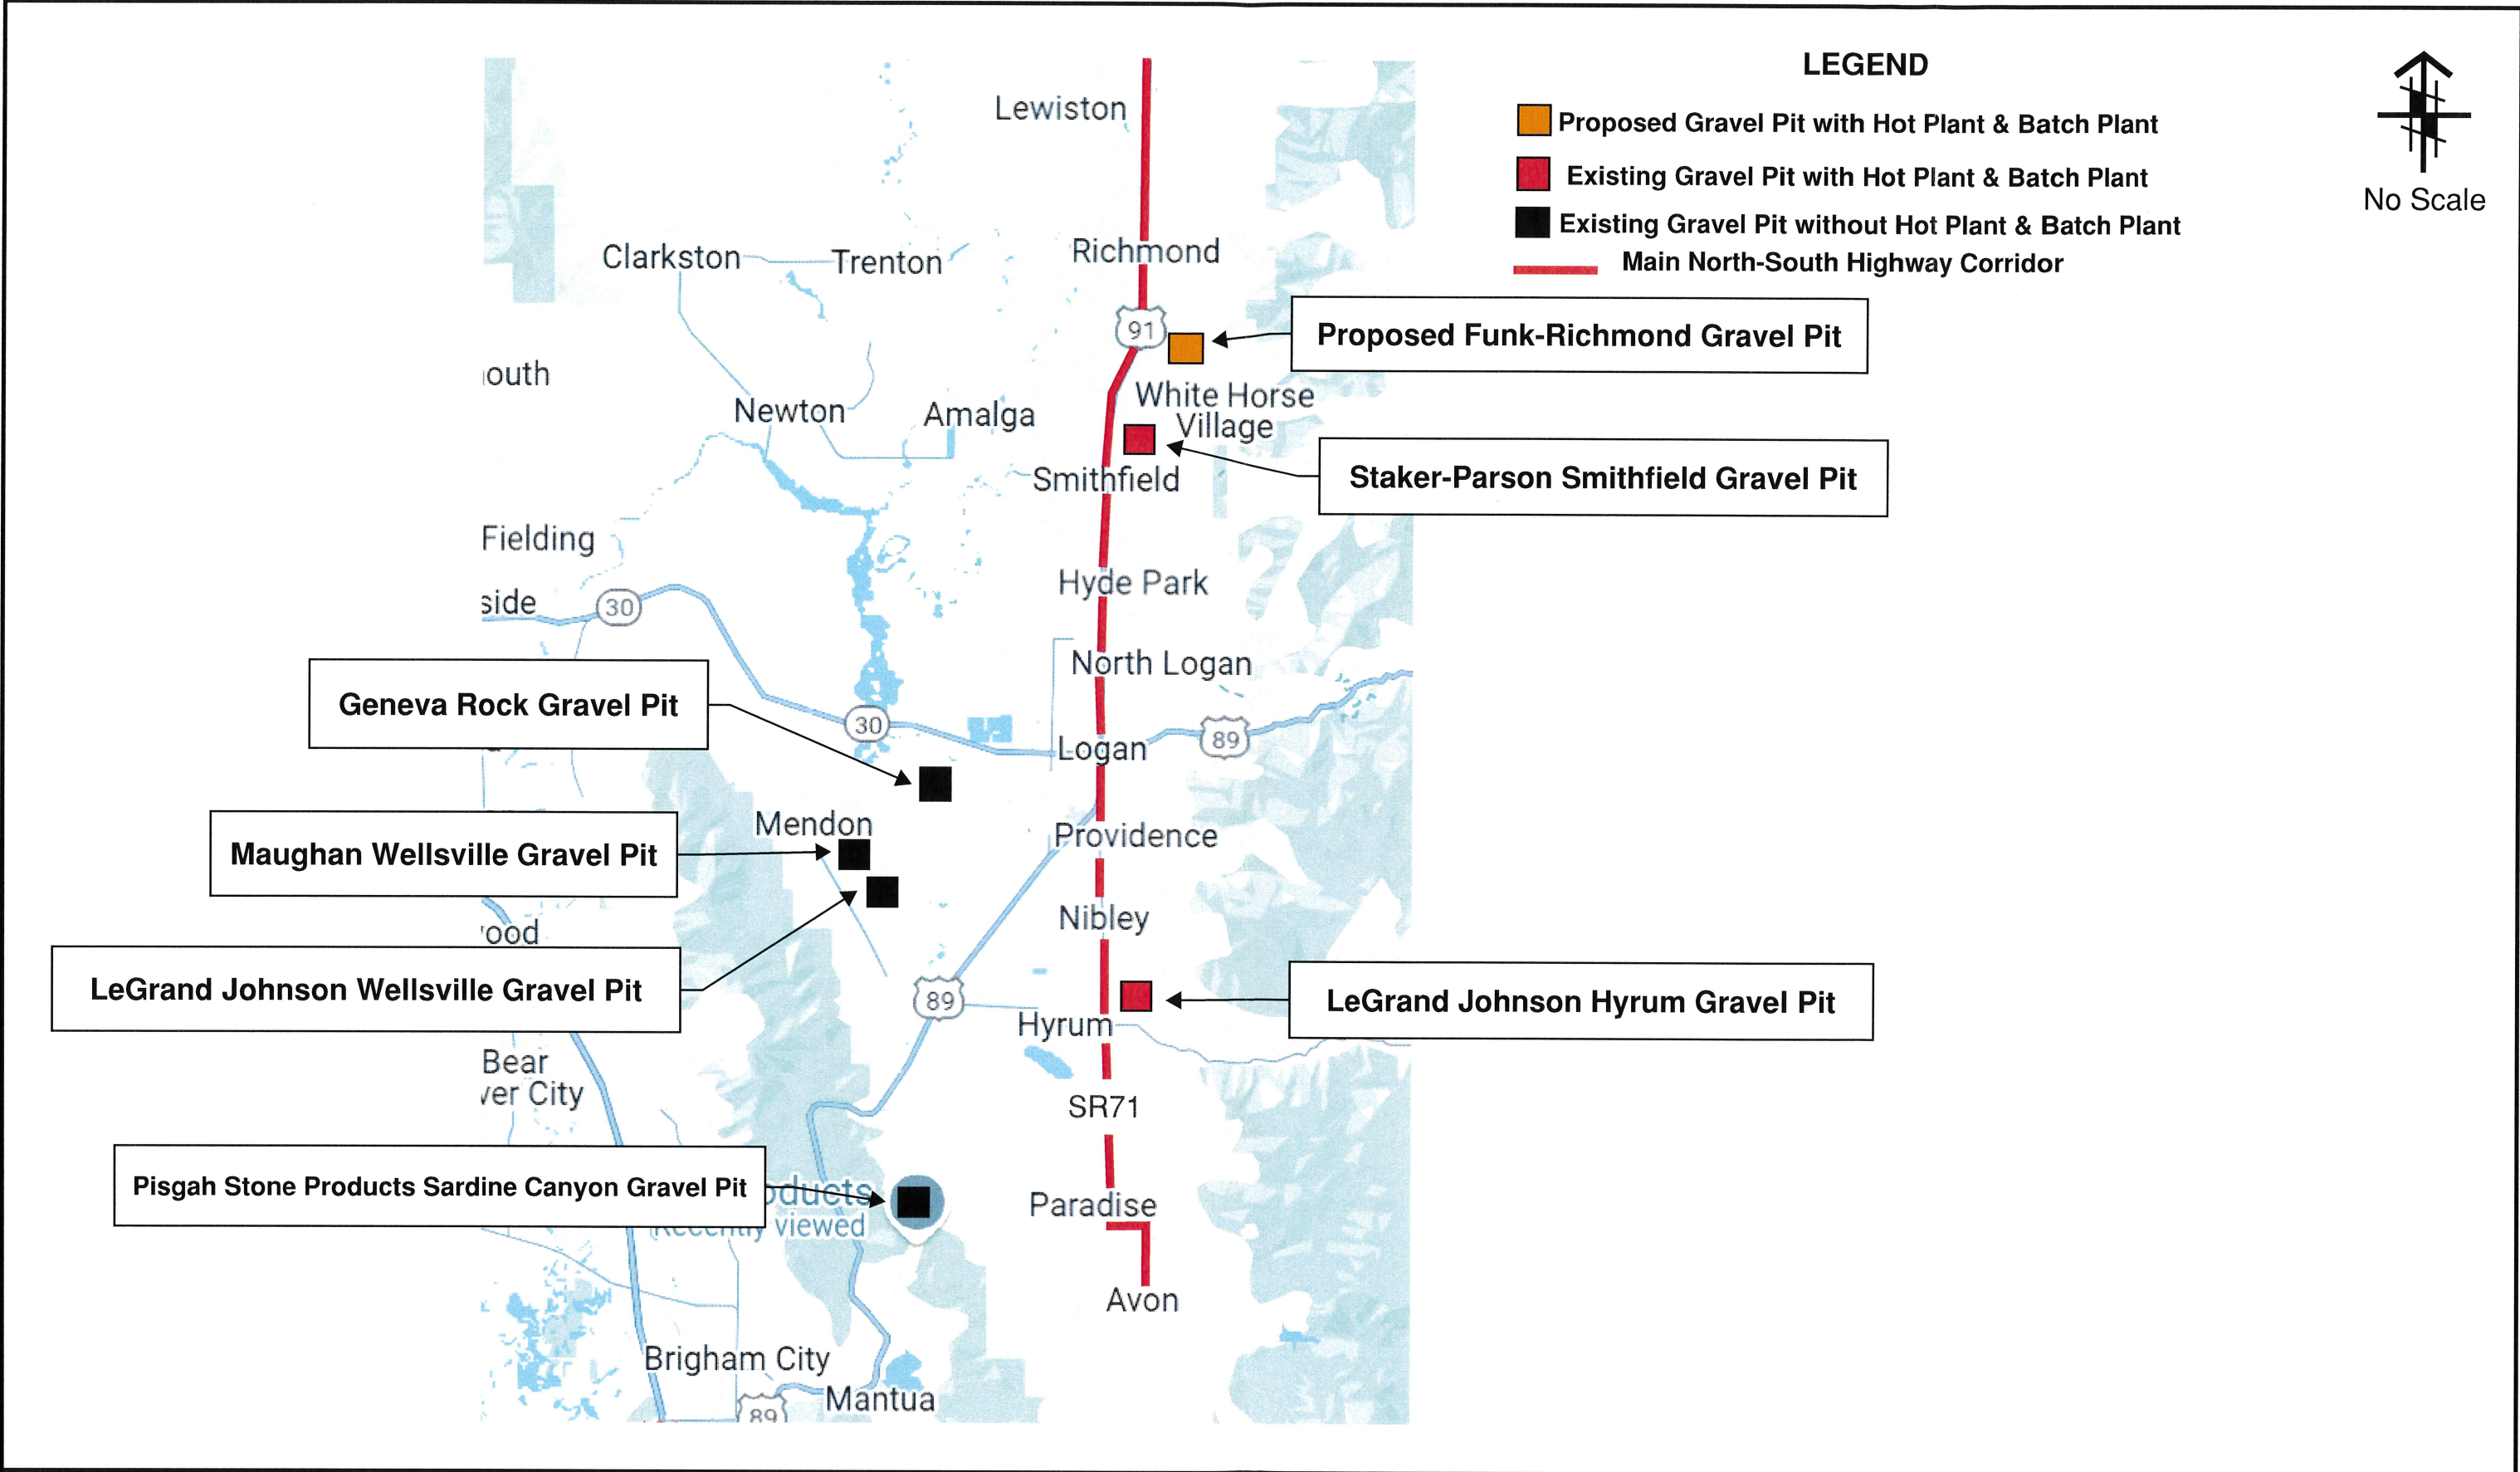 LEGEND
Proposed Gravel Pit with Hot Plant & Batch Plant
Existing Gravel Pit with Hot Plant & Batch Plant
Existing Gravel Pit without Hot Plant & Batch Plant
Main North-South Highway Corridor
No Scale
Lewiston
Richmond
Clarkston
Trenton
91
Proposed Funk-Richmond Gravel Pit
outh
White Horse
Village
Newton
Amalga
Smithfield
Staker-Parson Smithfield Gravel Pit
Fielding
Hyde Park
side
30
North Logan
Geneva Rock Gravel Pit
30
89
Logan
Mendon
Providence
Maughan Wellsville Gravel Pit
Nibley
ood
LeGrand Johnson Wellsville Gravel Pit
89
LeGrand Johnson Hyrum Gravel Pit
Hyrum
Bear
ver City
SR71
Pisgah Stone Products Sardine Canyon Gravel Pit
oducts
Recently viewed
Paradise
Avon
Brigham City
Mantua
89